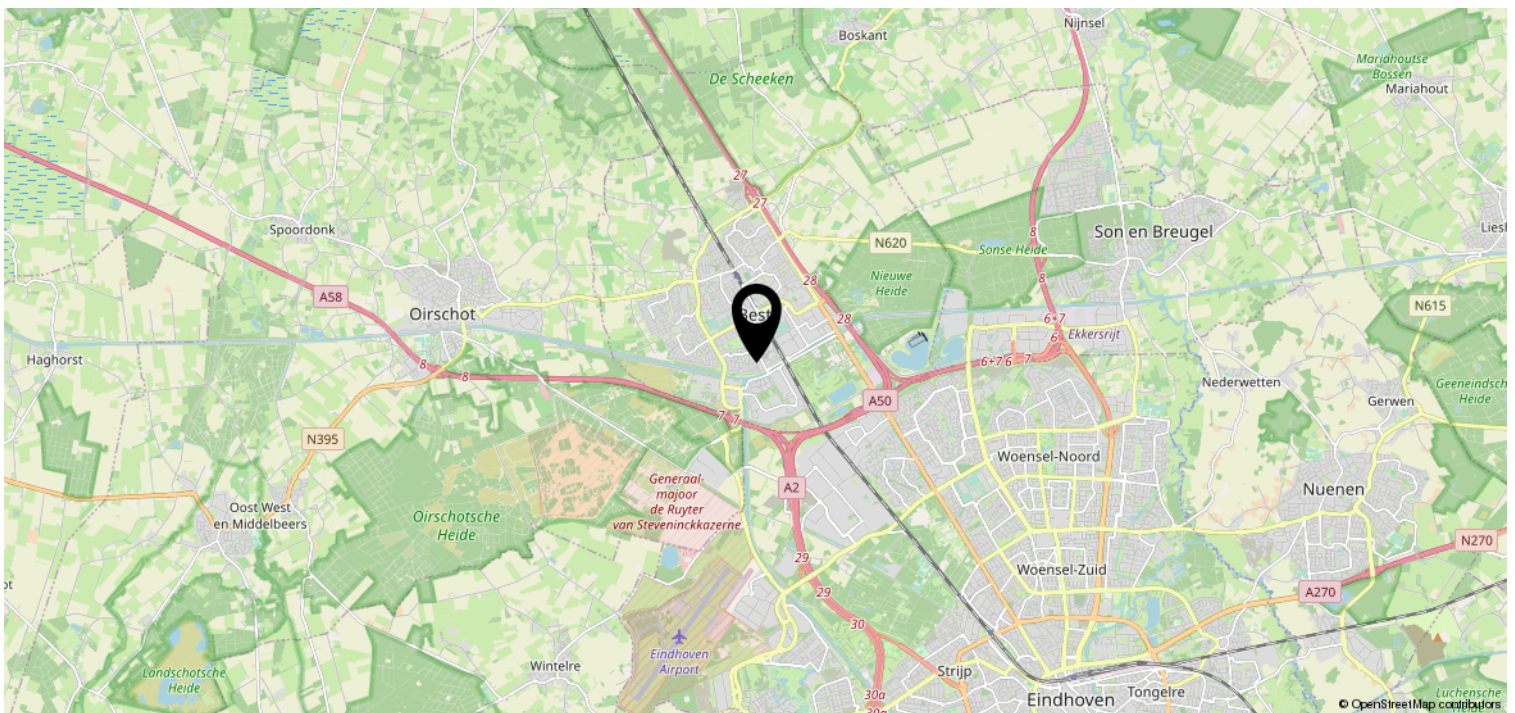 Nijnsel
Boskant
De Scheeken
Mariahoutse
Bossen
Mariahout
27
27
Spoordonk
8
Son en Breugel
N620
Sonse Heide
8
Nieuwe
Heide
28
A58
N615
Oirschot
Best
28
6+7
6
Ekkersrijt
Haghorst
8
8
6+7
6
7
Nederwetten
Geeneindsch
Heide
A50
Gerwen
7
7
N395
Woensel-Noord
Generaal-
majoor
de Ruyter
van Steveninckkazerne
A2
Nuenen
Oost West
en Middelbeers
Oirschotsche
Heide
N270
29
Woensel-Zuid
29
A270
30
Eindhoven
Airport
Wintelre
Landschotsche
Heide
Strijp
30a
Eindhoven
Tongelre
Luchensche
© OpenStreetMap contributors